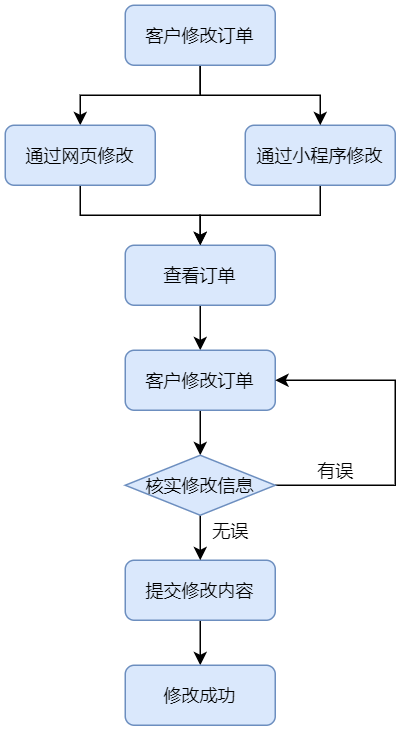 客户修改订单
通过网页修改
通过小程序修改
查看订单
客户修改订单
核实修改信息
有误
无误
提交修改内容
修改成功